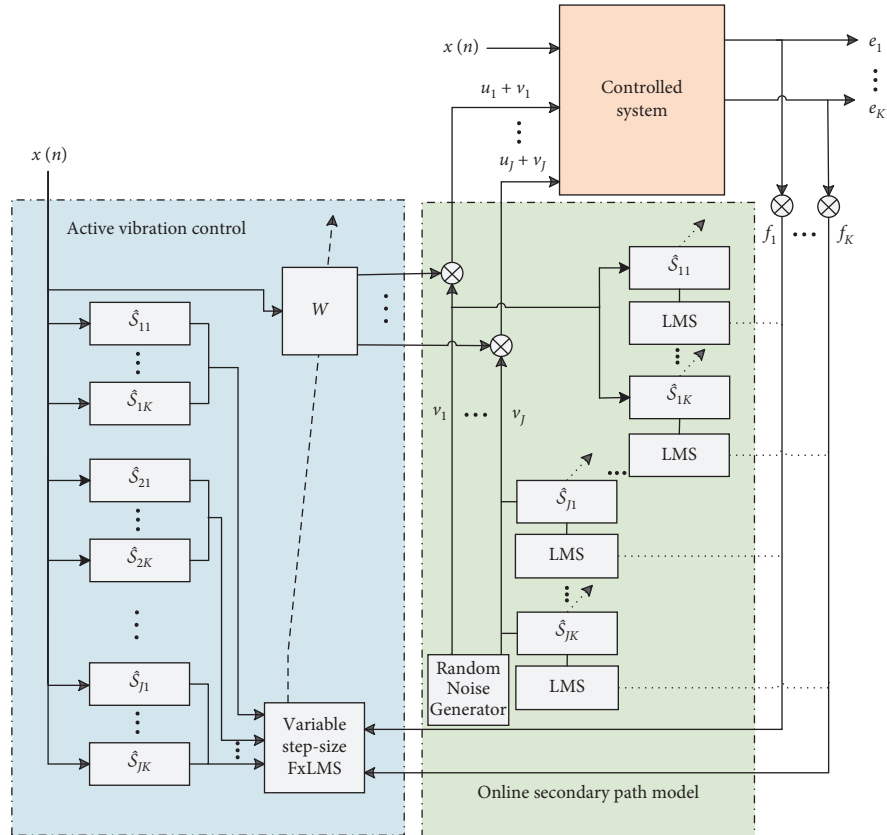 x (n)
u₁ + v₁
⋮
u_J + v_J
Controlled
system
e₁
⋮
e_K
x (n)
Active vibration control
W
⋮
Ŝ₁₁
⋮
Ŝ₁K
Ŝ₂₁
⋮
Ŝ₂K
⋮
Ŝ_J1
⋮
Ŝ_JK
⋮
Variable
step-size
FxLMS
f₁ ... f_K
Ŝ₁₁
LMS
⋮
Ŝ₁K
LMS
v₁ ... v_J
...
Ŝ_J1
LMS
⋮
Ŝ_JK
LMS
Random
Noise
Generator
Online secondary path model